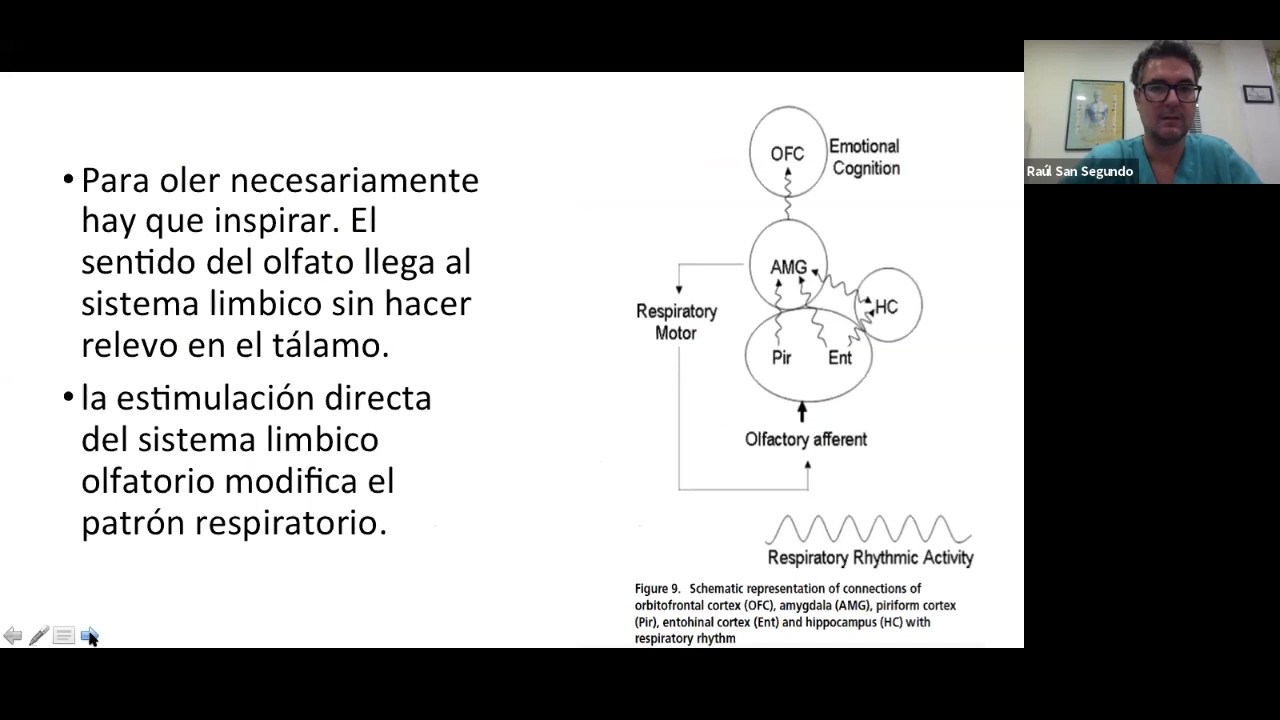 • Para oler necesariamente
hay que inspirar. El
sentido del olfato llega al
sistema limbico sin hacer
relevo en el tálamo.
• la estimulación directa
del sistema limbico
olfatorio modifica el
patrón respiratorio.
OFC
Emotional
Cognition
AMG
HC
Respiratory
Motor
Pir
Ent
Olfactory afferent
Respiratory Rhythmic Activity
Figure 9. Schematic representation of connections of
orbitofrontal cortex (OFC), amygdala (AMG), piriform cortex
(Pir), entohinal cortex (Ent) and hippocampus (HC) with
respiratory rhythm
Raúl San Segundo